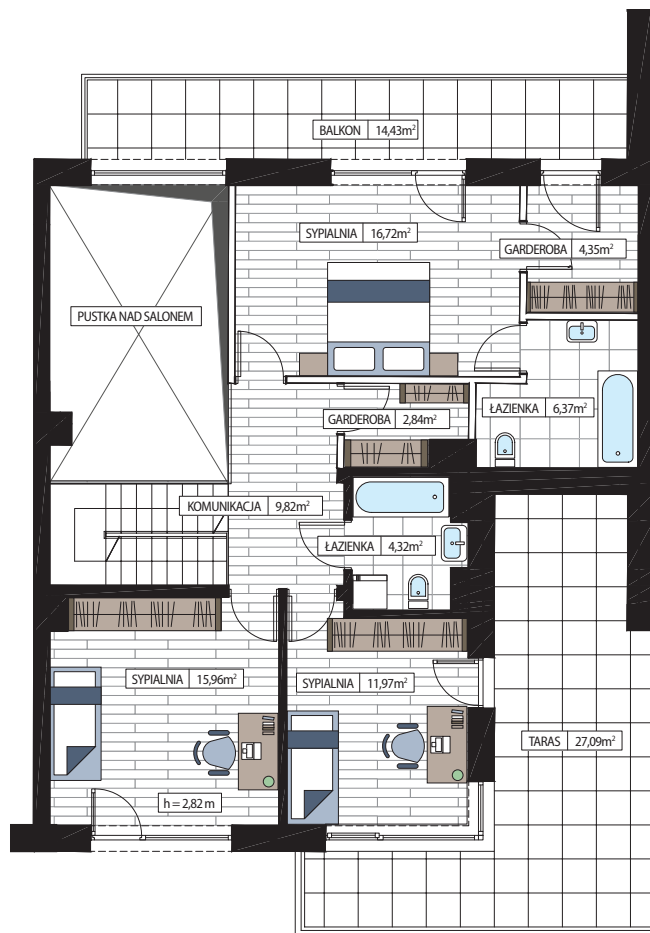 BALKON 14,43m²
SYPIALNIA 16,72m²
GARDEROBA 4,35m²
PUSTKA NAD SALONEM
ŁAZIENKA 6,37m²
GARDEROBA 2,84m²
KOMUNIKACJA 9,82m²
ŁAZIENKA 4,32m²
SYPIALNIA 15,96m²
SYPIALNIA 11,97m²
TARAS 27,09m²
h = 2,82 m